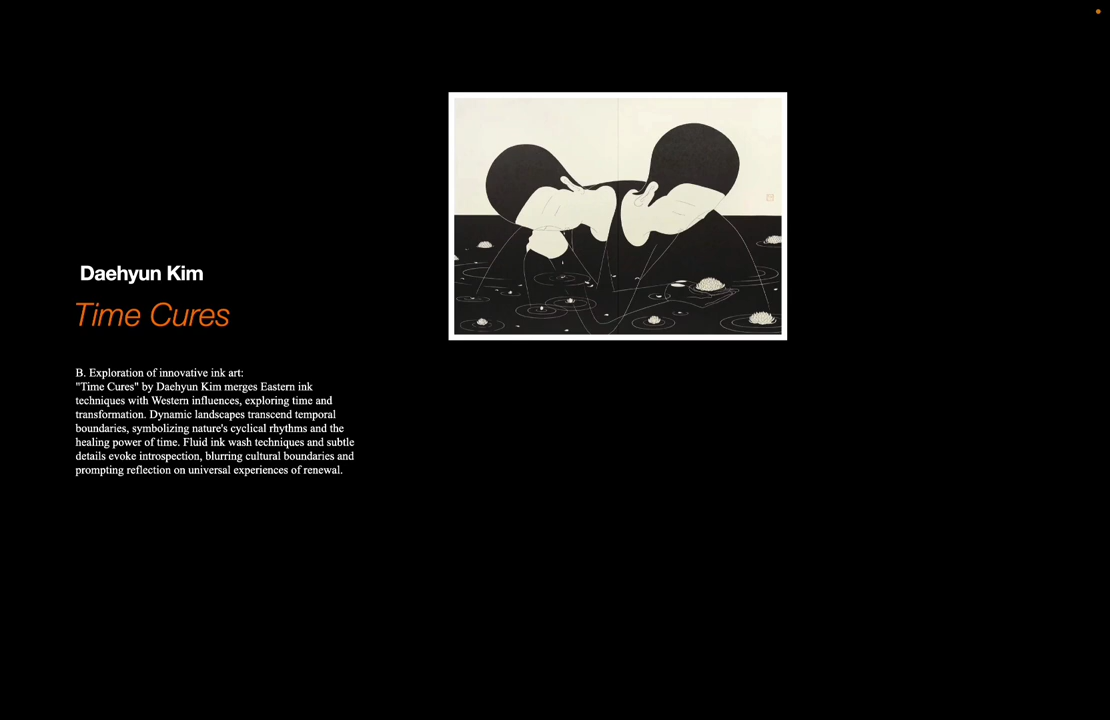 Daehyun Kim
Time Cures
B. Exploration of innovative ink art:
"Time Cures" by Daehyun Kim merges Eastern ink
techniques with Western influences, exploring time and
transformation. Dynamic landscapes transcend temporal
boundaries, symbolizing nature's cyclical rhythms and the
healing power of time. Fluid ink wash techniques and subtle
details evoke introspection, blurring cultural boundaries and
prompting reflection on universal experiences of renewal.